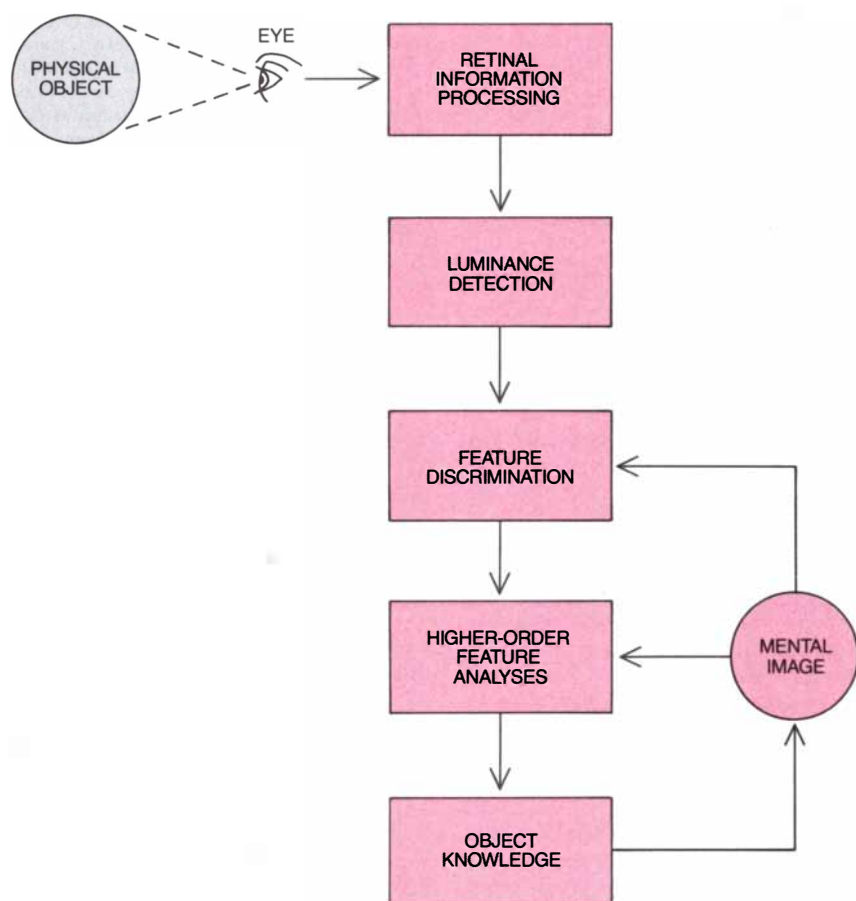 EYE
PHYSICAL
OBJECT
RETINAL
INFORMATION
PROCESSING
LUMINANCE
DETECTION
FEATURE
DISCRIMINATION
HIGHER-ORDER
FEATURE
ANALYSES
MENTAL
IMAGE
OBJECT
KNOWLEDGE